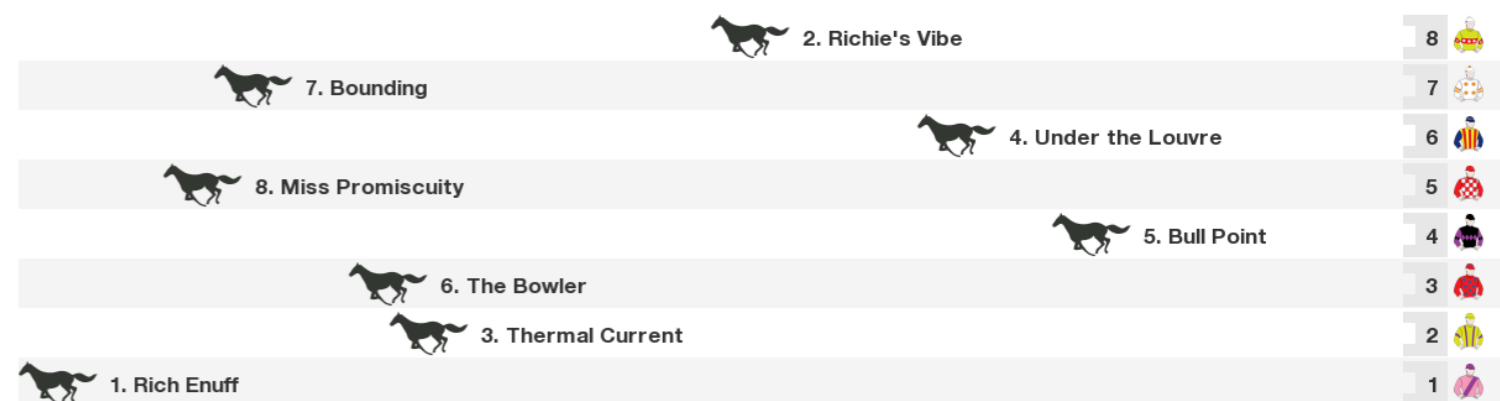 2. Richie's Vibe 8
7. Bounding 7
4. Under the Louvre 6
8. Miss Promiscuity 5
5. Bull Point 4
6. The Bowler 3
3. Thermal Current 2
1. Rich Enuff 1